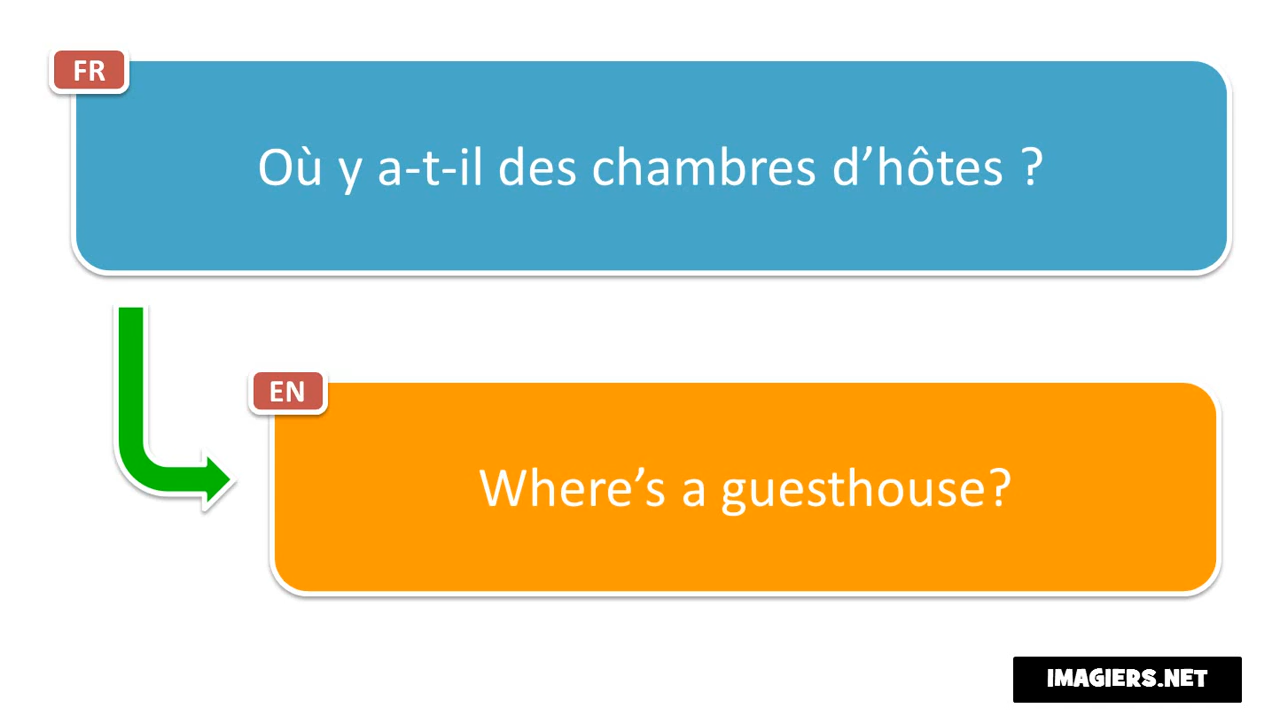 FR
Où y a-t-il des chambres d’hôtes ?
EN
Where’s a guesthouse?
IMAGIERS.NET